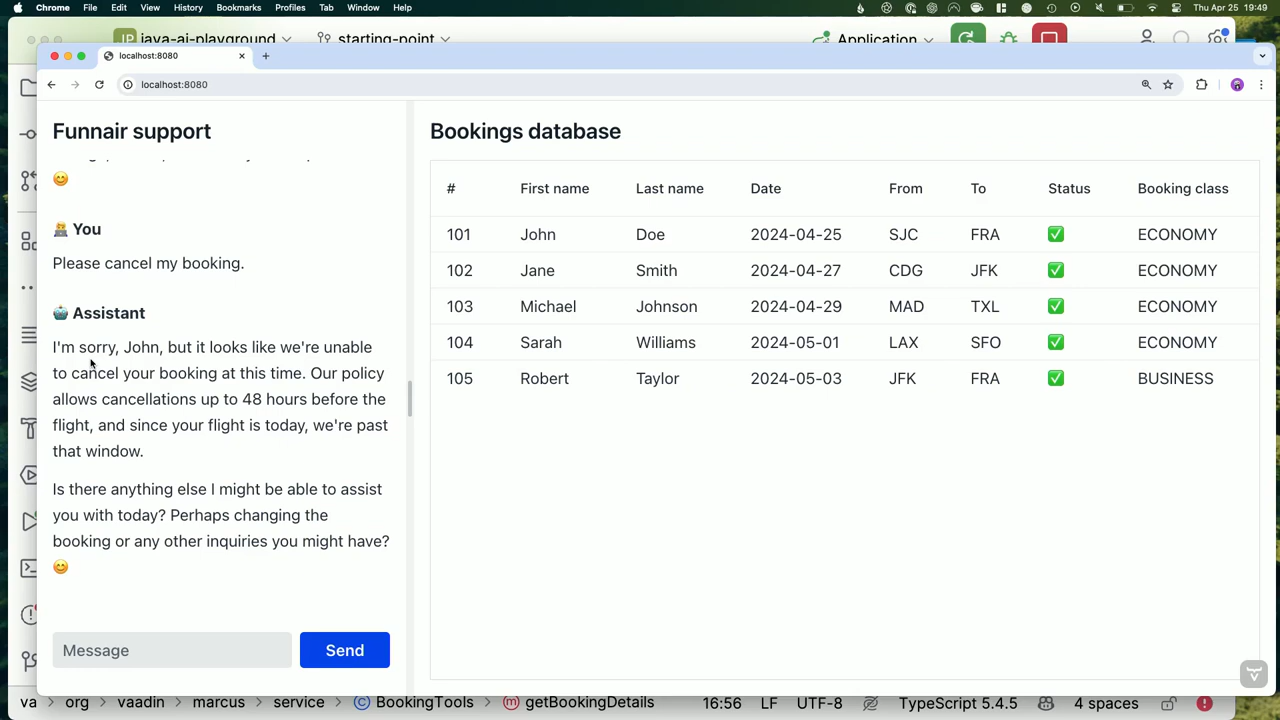 Chrome File Edit View History Bookmarks Profiles Tab Window Help Thu Apr 25 19:49
IP java-ai-playground starting-point Application
localhost:8080
localhost:8080
Funnair support
😊
You
Please cancel my booking.
Assistant
I'm sorry, John, but it looks like we're unable
to cancel your booking at this time. Our policy
allows cancellations up to 48 hours before the
flight, and since your flight is today, we're past
that window.
Is there anything else I might be able to assist
you with today? Perhaps changing the
booking or any other inquiries you might have?
😊
Message Send
Bookings database
# First name Last name Date From To Status Booking class
101 John Doe 2024-04-25 SJC FRA ✅ ECONOMY
102 Jane Smith 2024-04-27 CDG JFK ✅ ECONOMY
103 Michael Johnson 2024-04-29 MAD TXL ✅ ECONOMY
104 Sarah Williams 2024-05-01 LAX SFO ✅ ECONOMY
105 Robert Taylor 2024-05-03 JFK FRA ✅ BUSINESS
va > org > vaadin > marcus > service > BookingTools > getBookingDetails 16:56 LF UTF-8 TypeScript 5.4.5 4 spaces